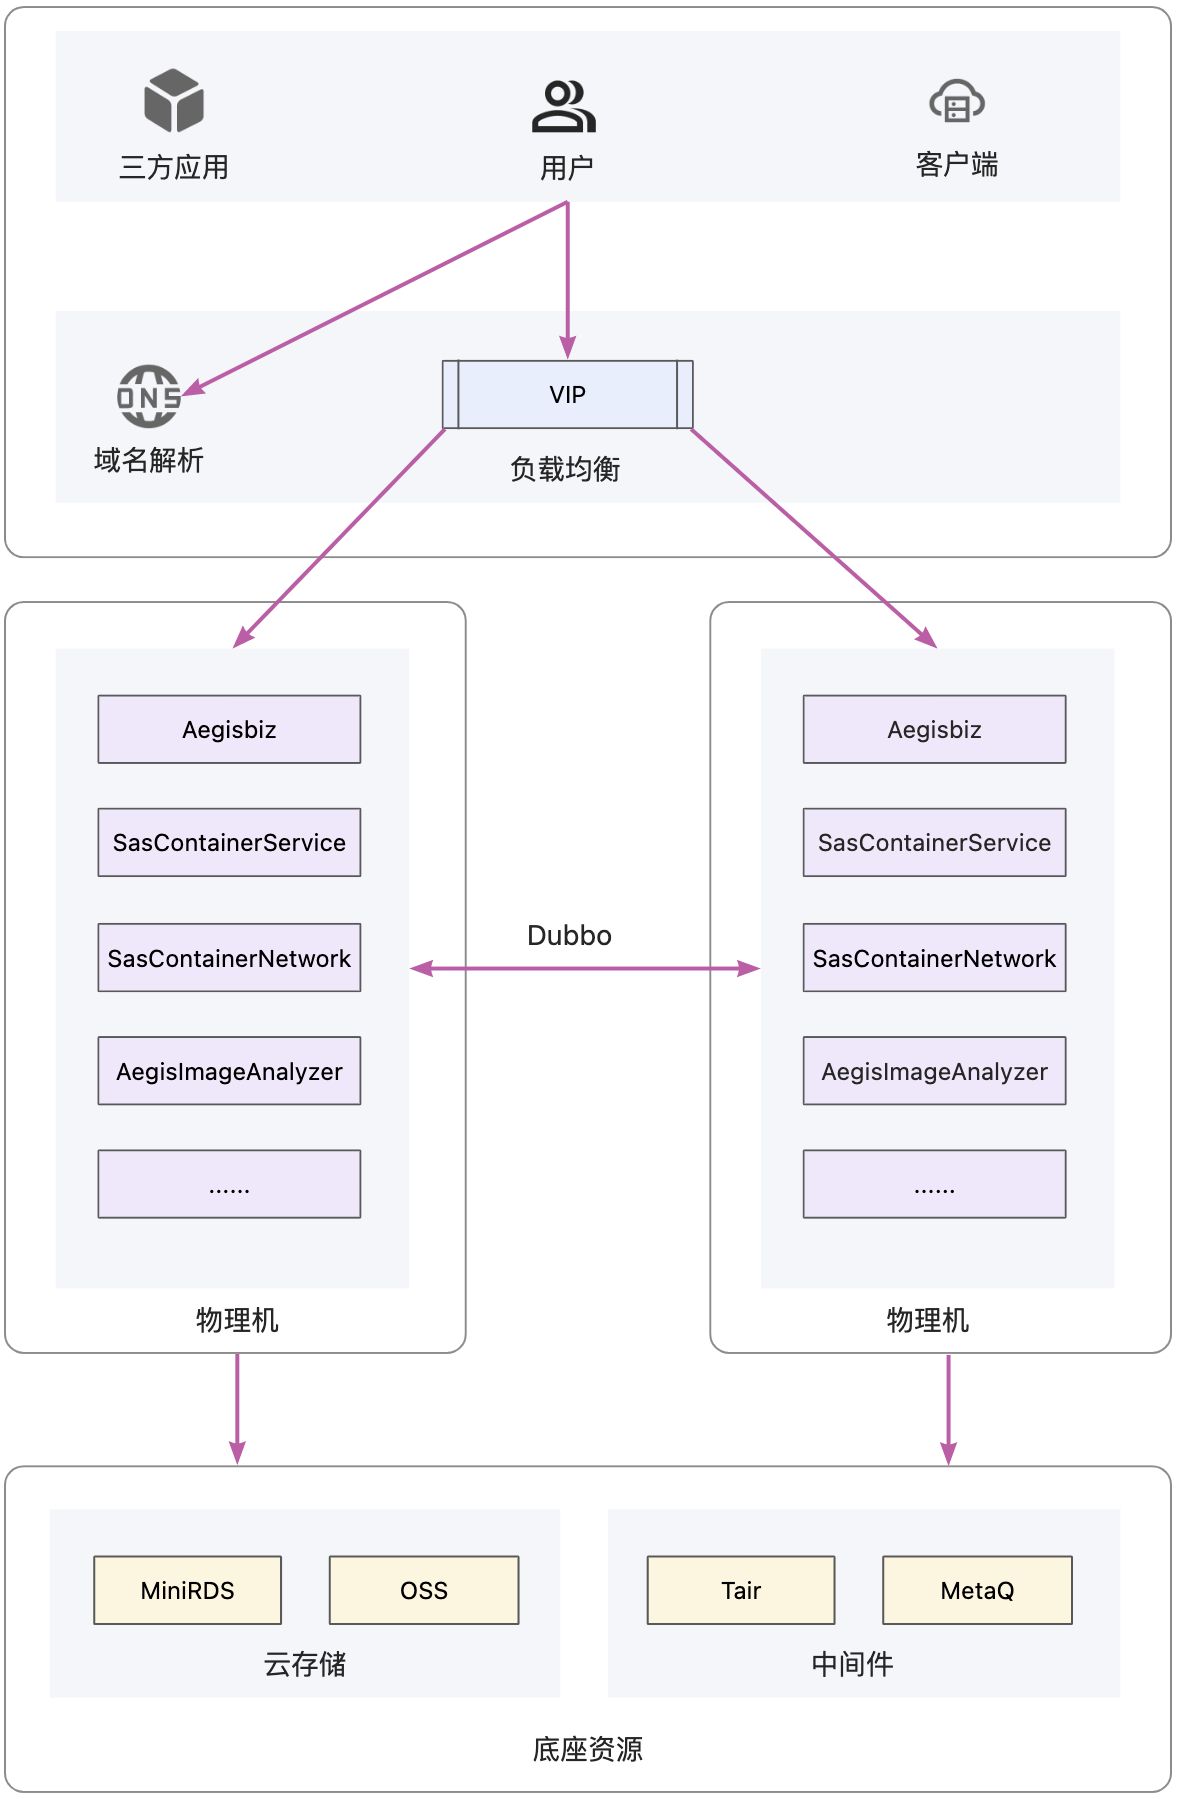 三方应用
用户
客户端
DNS
域名解析
VIP
负载均衡
Aegisbiz
SasContainerService
SasContainerNetwork
AegisImageAnalyzer
......
物理机
Dubbo
Aegisbiz
SasContainerService
SasContainerNetwork
AegisImageAnalyzer
......
物理机
MiniRDS
OSS
云存储
Tair
MetaQ
中间件
底座资源